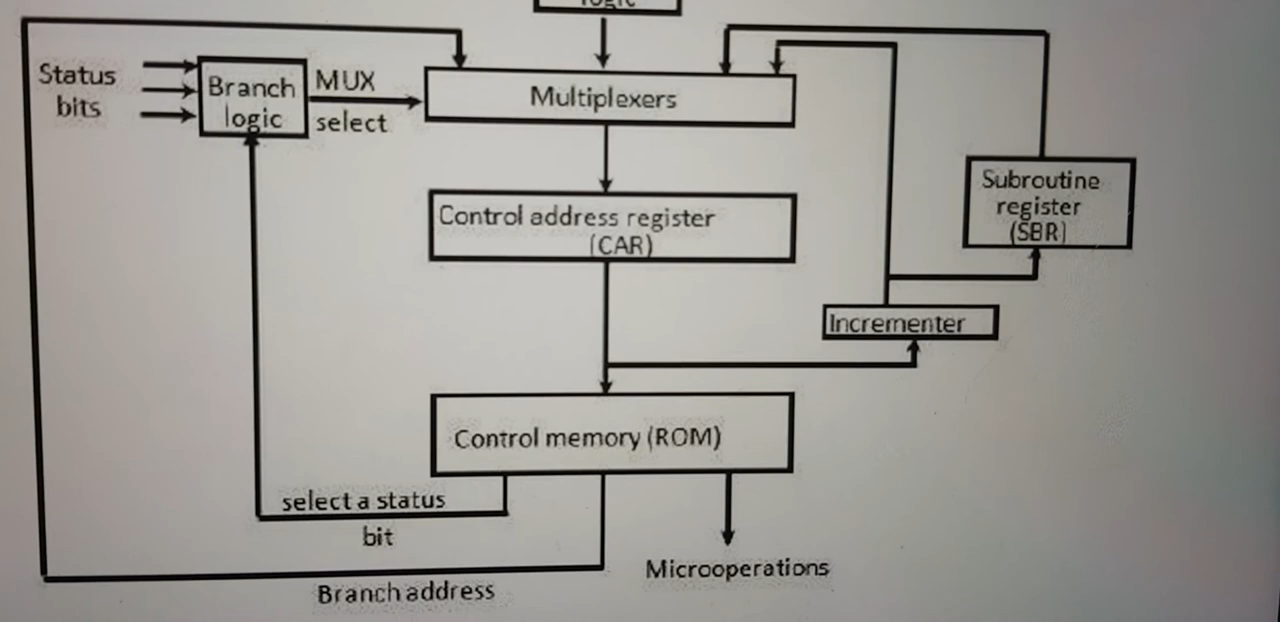 logic
Status
bits
Branch
logic
MUX
select
Multiplexers
Control address register
(CAR)
Subroutine
register
(SBR)
Incrementer
Control memory (ROM)
select a status
bit
Branch address
Microoperations